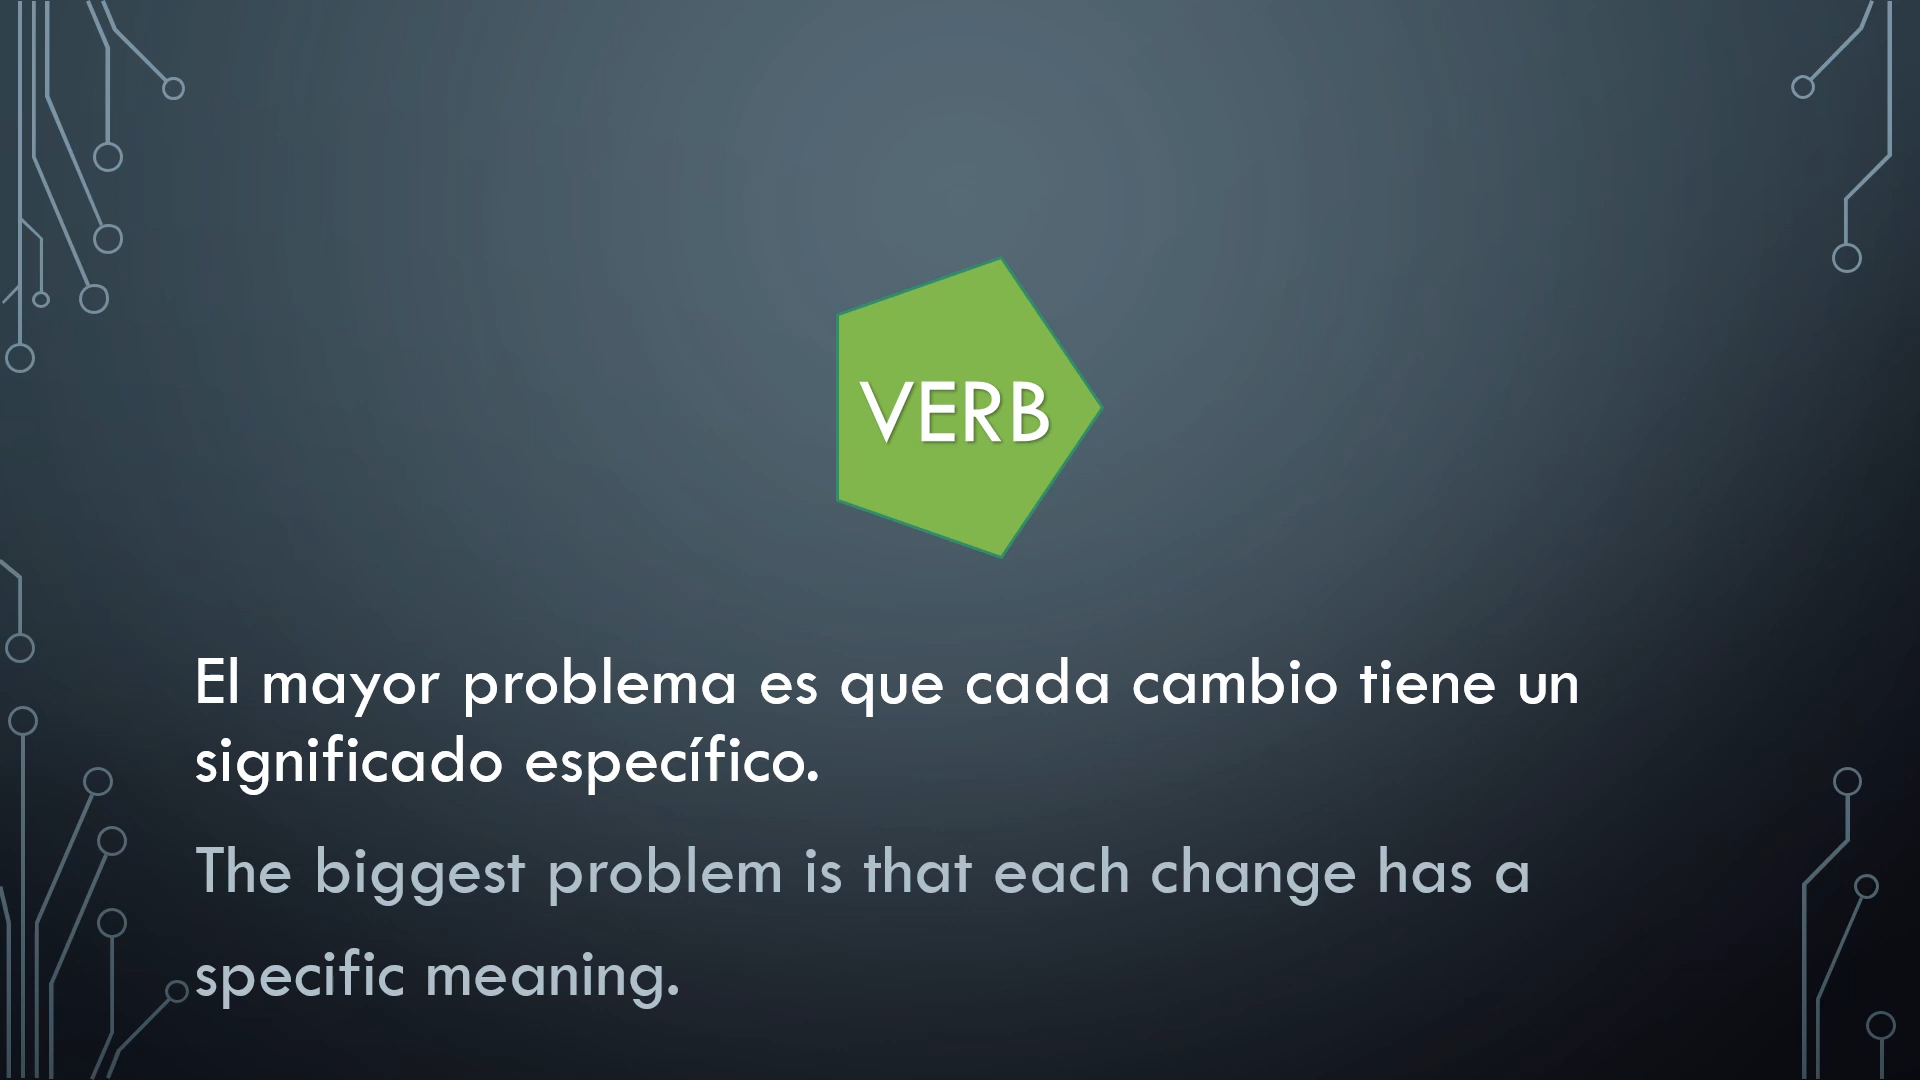 VERB
El mayor problema es que cada cambio tiene un
significado específico.
The biggest problem is that each change has a
specific meaning.